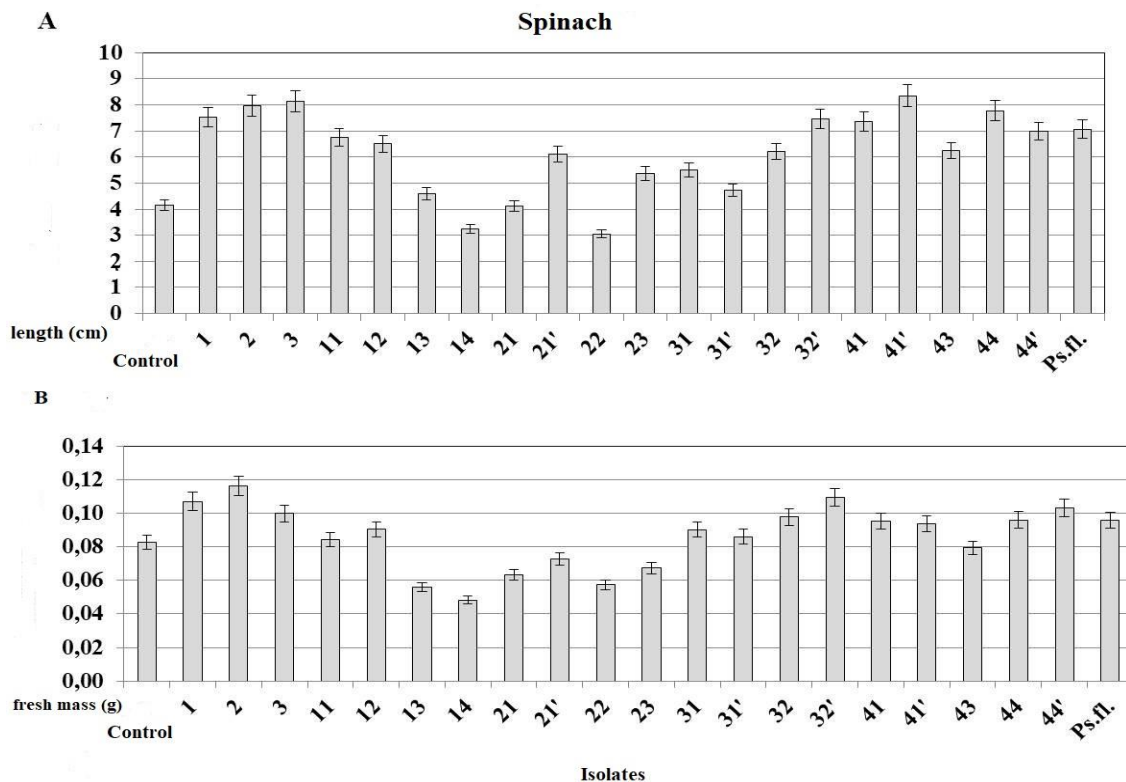 A
Spinach
10
9
8
7
6
5
4
3
2
1
0
length (cm)
Control 1 2 3 11 12 13 14 21 21' 22 23 31 31' 32 32' 41 41' 43 44 44' Ps.fl.
B
0,14
0,12
0,10
0,08
0,06
0,04
0,02
0,00
fresh mass (g)
Control 1 2 3 11 12 13 14 21 21' 22 23 31 31' 32 32' 41 41' 43 44 44' Ps.fl.
Isolates